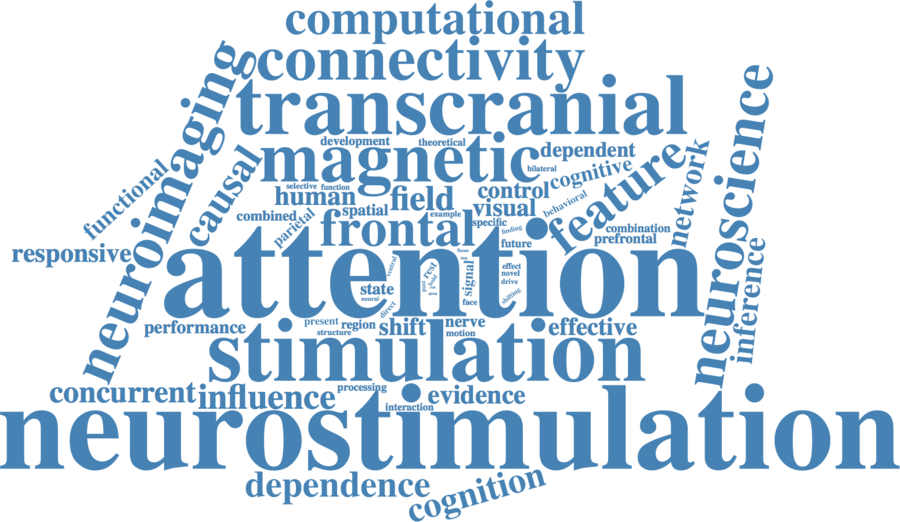 computational
connectivity
transcranial
neuroimaging
neuroscience
development
theoretical
magnetic
dependent
bilateral
cognitive
feature
network
functional
causal
selective
function
human
field
control
behavioral
combined
parietal
spatial
example
visual
specific
frontal
finding
combination
prefrontal
future
responsive
attention
inference
ventral
rest
signal
effect
novel
drive
state
neural
direct
face
shifting
performance
present
region
structure
shift
nerve
motion
effective
stimulation
concurrent
influence
processing
interaction
evidence
neurostimulation
dependence
cognition